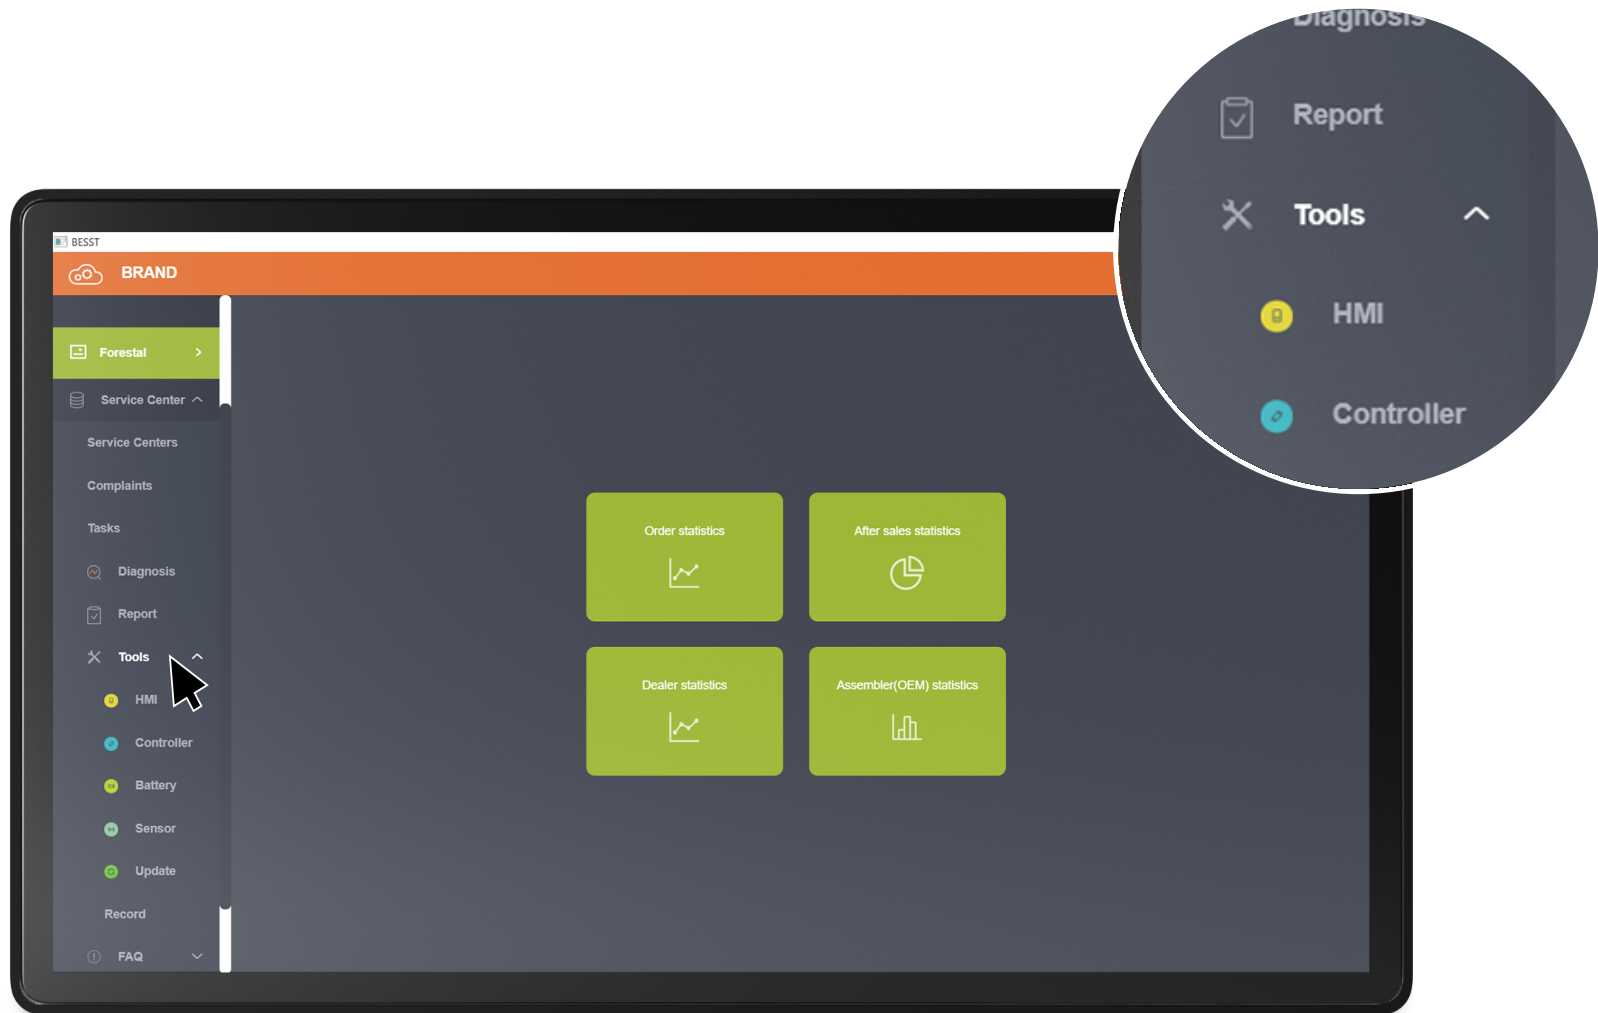 Diagnosis
Report
Tools
HMI
Controller
BESST
BRAND
Forestal
Service Center
Service Centers
Complaints
Tasks
Diagnosis
Report
Tools
HMI
Controller
Battery
Sensor
Update
Record
FAQ
Order statistics
After sales statistics
Dealer statistics
Assembler(OEM) statistics